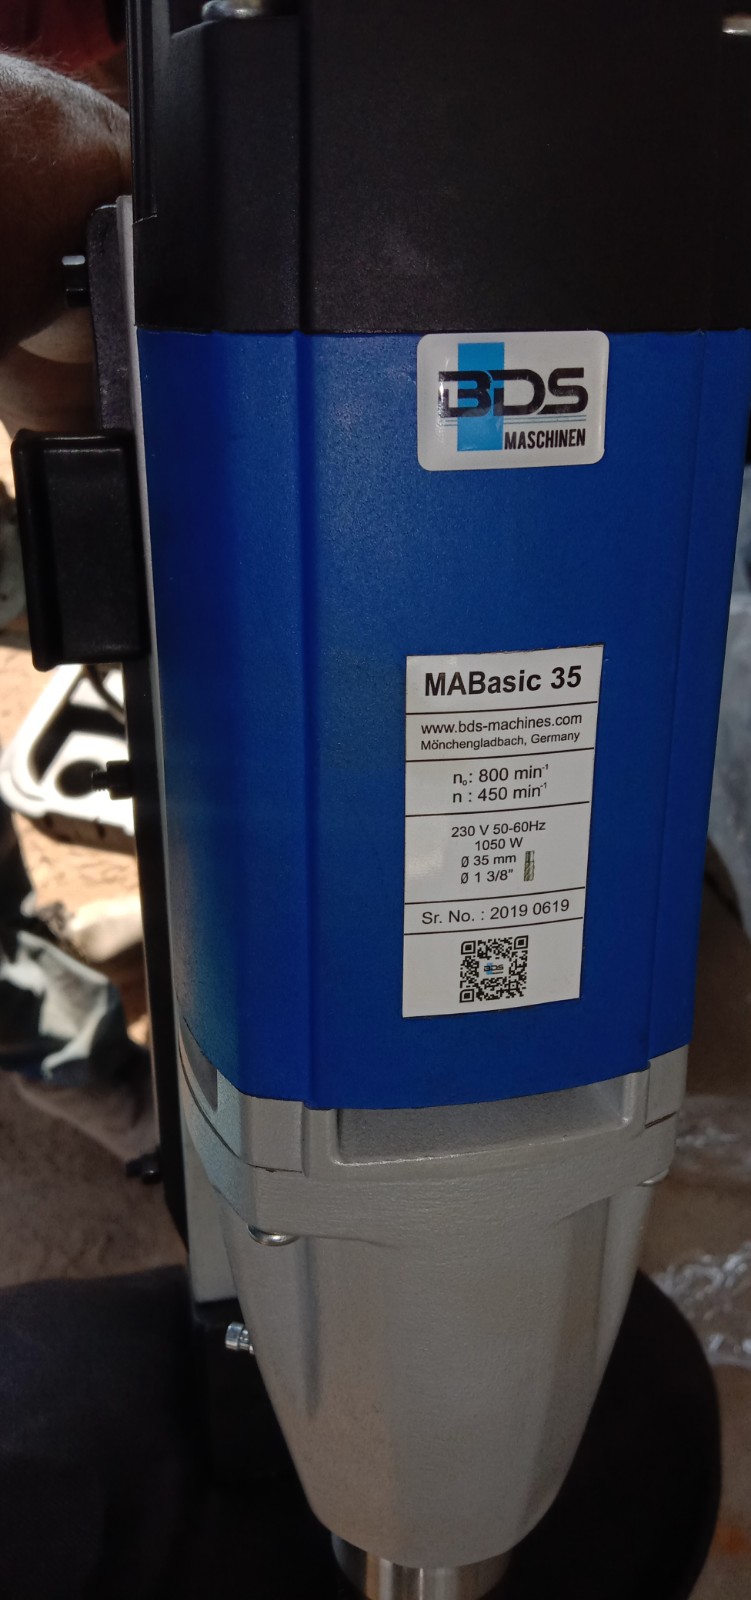 BDS
MASCHINEN
MABasic 35
www.bds-machines.com
Mönchengladbach, Germany
n₀: 800 min⁻¹
n : 450 min⁻¹
230 V 50-60Hz
1050 W
Ø 35 mm
Ø 1 3/8"
Sr. No. : 2019 0619
BDS